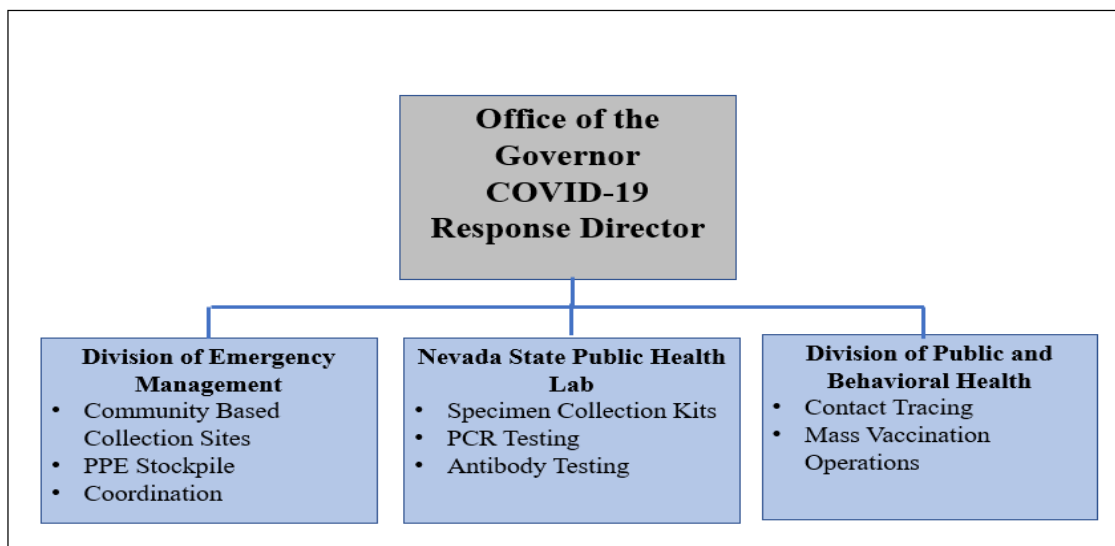 Office of the
Governor
COVID-19
Response Director
Division of Emergency
Management
• Community Based
Collection Sites
• PPE Stockpile
• Coordination
Nevada State Public Health
Lab
• Specimen Collection Kits
• PCR Testing
• Antibody Testing
Division of Public and
Behavioral Health
• Contact Tracing
• Mass Vaccination
Operations